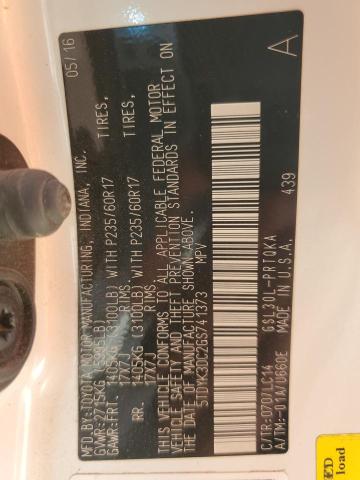 MFD. BY: TOYOTA MOTOR MANUFACTURING, INDIANA, INC. 05/16
GVWR: 2715KG (5985LB)
GAWR: FRT. 1405KG (3100LB) WITH P235/60R17 TIRES,
17X7J RIMS,
RR. 1405KG (3100LB) WITH P235/60R17 TIRES,
17X7J RIMS,
THIS VEHICLE CONFORMS TO ALL APPLICABLE FEDERAL MOTOR
VEHICLE SAFETY AND THEFT PREVENTION STANDARDS IN EFFECT ON
THE DATE OF MANUFACTURE SHOWN ABOVE.
5TDYK3DC2GS741373 MPV
A
C/TR: 070/LC14 GSL30L-PRTQKA 439
A/TM: -01A/U660E MADE IN U.S.A.
ED
load